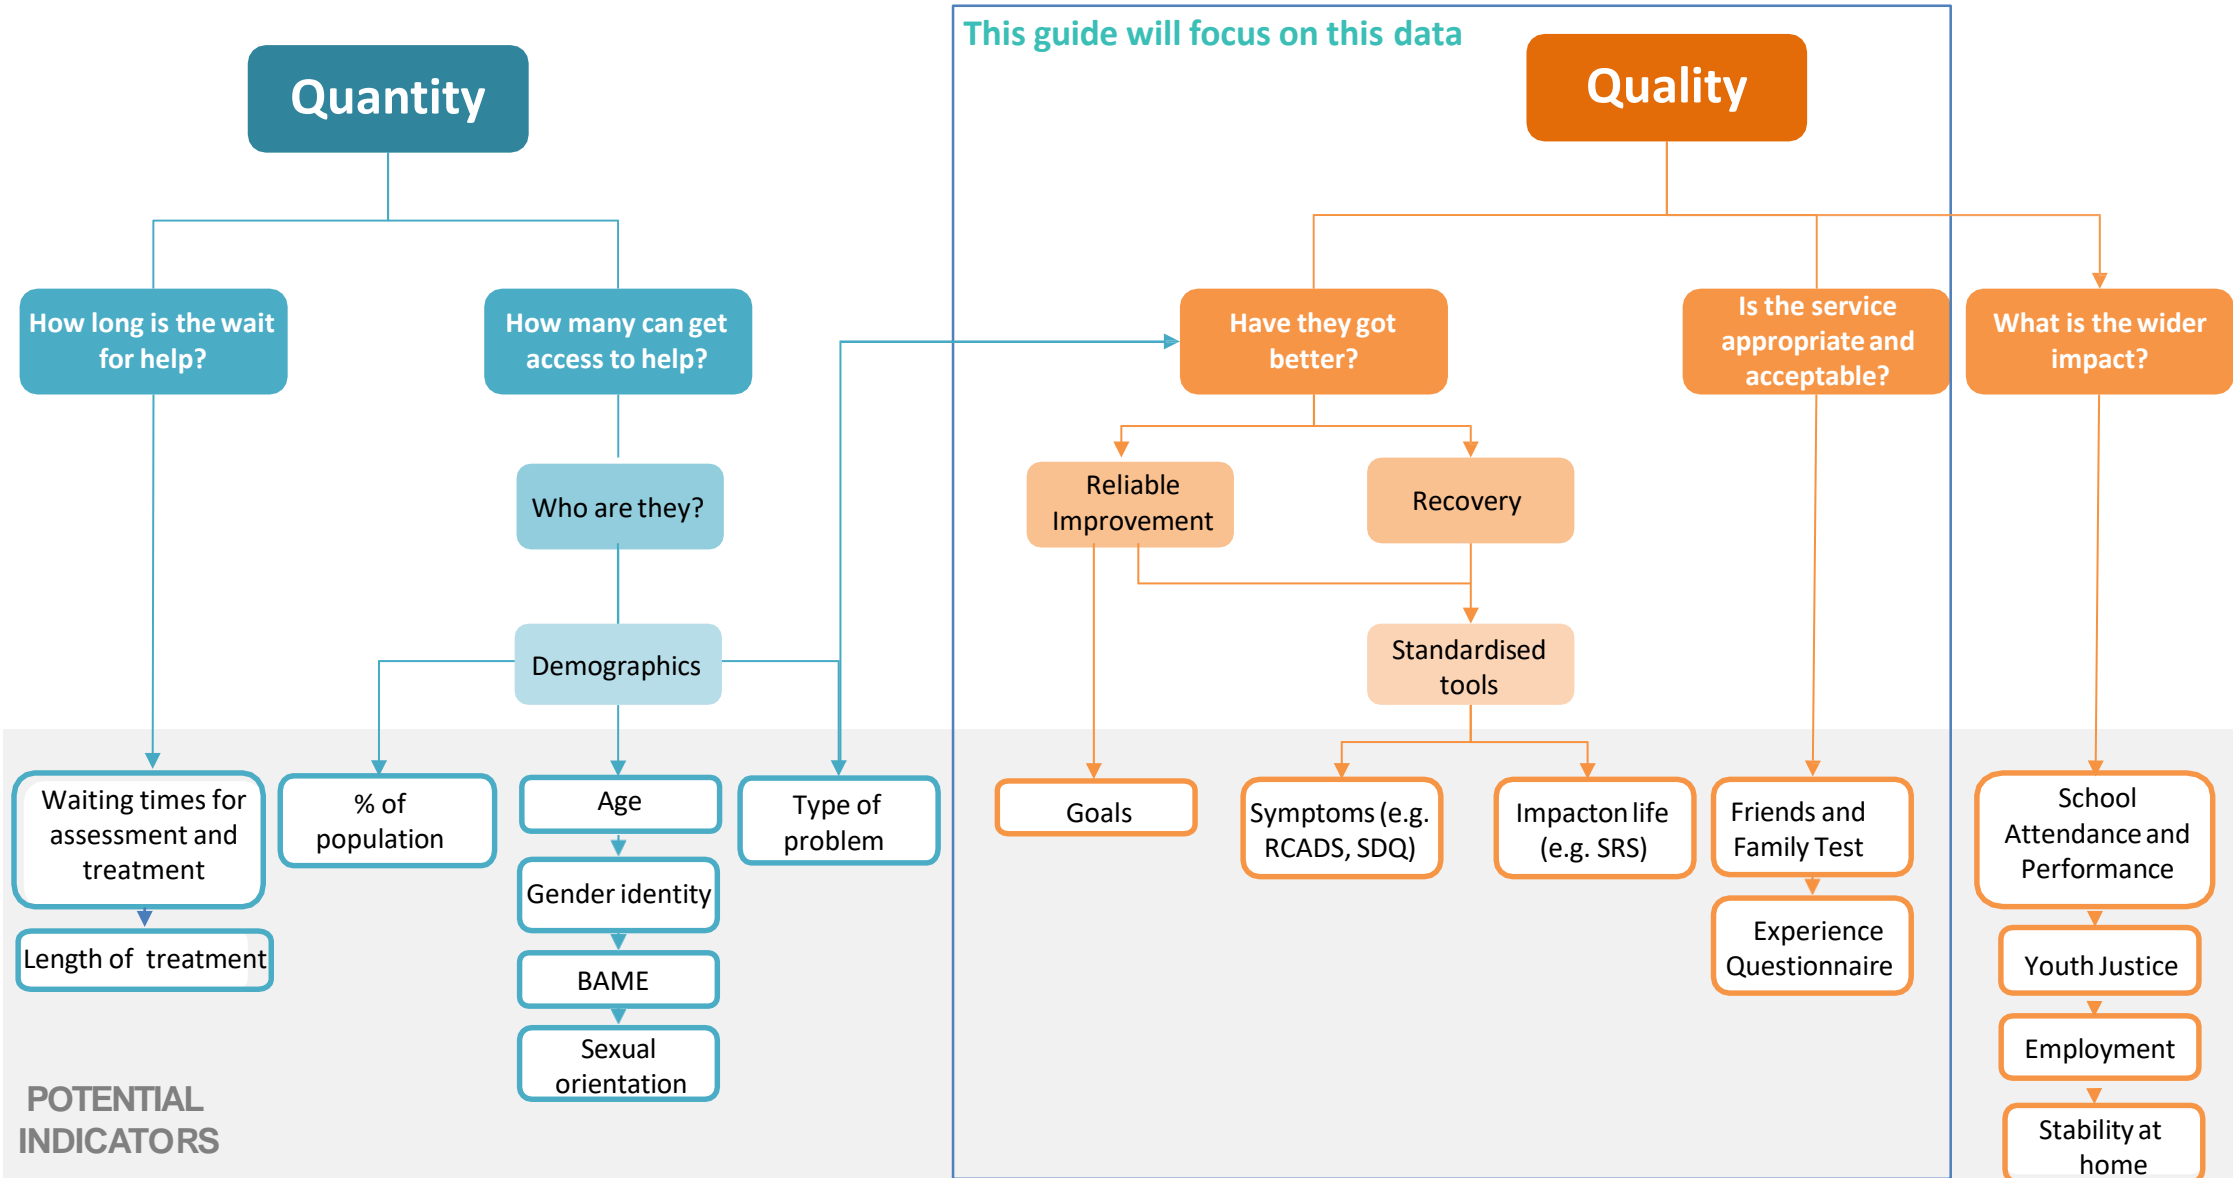 This guide will focus on this data
Quantity
Quality
How long is the wait
for help?
How many can get
access to help?
Have they got
better?
Is the service
appropriate and
acceptable?
What is the wider
impact?
Who are they?
Reliable
Improvement
Recovery
Demographics
Standardised
tools
Waiting times for
assessment and
treatment
% of
population
Age
Type of
problem
Goals
Symptoms (e.g.
RCADS, SDQ)
Impacton life
(e.g. SRS)
Friends and
Family Test
School
Attendance and
Performance
Length of treatment
Gender identity
Experience
Questionnaire
Youth Justice
BAME
Employment
Sexual
orientation
Stability at
home
POTENTIAL
INDICATORS